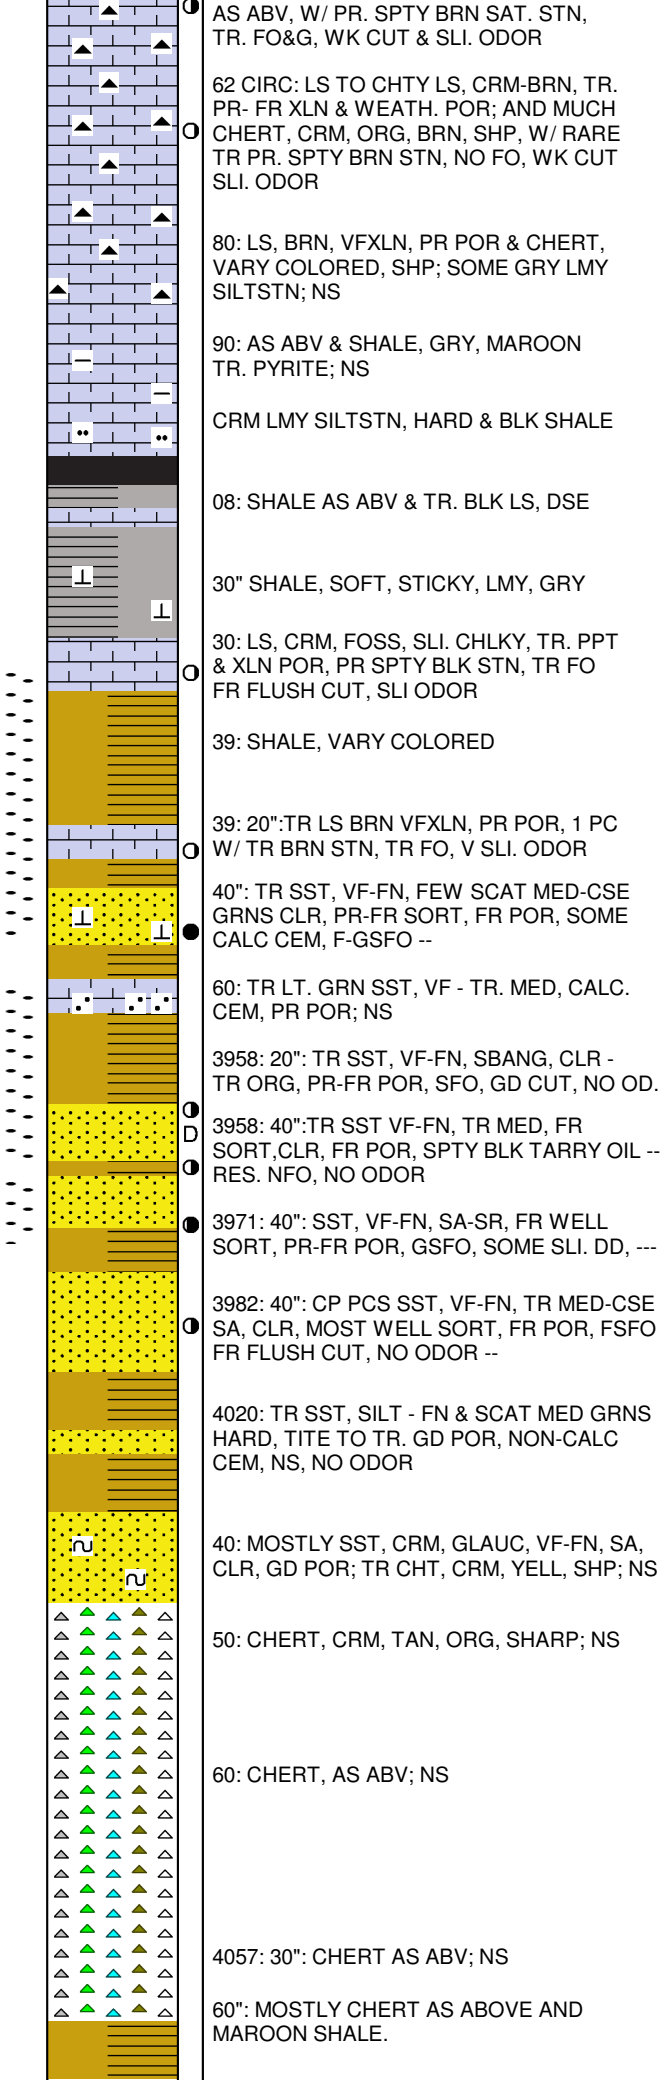 AS ABV, W/ PR. SPTY BRN SAT. STN,
TR. FO&G, WK CUT & SLI. ODOR
62 CIRC: LS TO CHTY LS, CRM-BRN, TR.
PR- FR XLN & WEATH. POR; AND MUCH
CHERT, CRM, ORG, BRN, SHP, W/ RARE
TR PR. SPTY BRN STN, NO FO, WK CUT
SLI. ODOR
80: LS, BRN, VFXLN, PR POR & CHERT,
VARY COLORED, SHP; SOME GRY LMY
SILTSTN; NS
90: AS ABV & SHALE, GRY, MAROON
TR. PYRITE; NS
CRM LMY SILTSTN, HARD & BLK SHALE
08: SHALE AS ABV & TR. BLK LS, DSE
30" SHALE, SOFT, STICKY, LMY, GRY
30: LS, CRM, FOSS, SLI. CHLKY, TR. PPT
& XLN POR, PR SPTY BLK STN, TR FO
FR FLUSH CUT, SLI ODOR
39: SHALE, VARY COLORED
39: 20":TR LS BRN VFXLN, PR POR, 1 PC
W/ TR BRN STN, TR FO, V SLI. ODOR
40": TR SST, VF-FN, FEW SCAT MED-CSE
GRNS CLR, PR-FR SORT, FR POR, SOME
CALC CEM, F-GSFO --
60: TR LT. GRN SST, VF - TR. MED, CALC.
CEM, PR POR; NS
3958: 20": TR SST, VF-FN, SBANG, CLR -
TR ORG, PR-FR POR, SFO, GD CUT, NO OD.
D
3958: 40":TR SST VF-FN, TR MED, FR
SORT,CLR, FR POR, SPTY BLK TARRY OIL --
RES. NFO, NO ODOR
3971: 40": SST, VF-FN, SA-SR, FR WELL
SORT, PR-FR POR, GSFO, SOME SLI. DD, ---
3982: 40": CP PCS SST, VF-FN, TR MED-CSE
SA, CLR, MOST WELL SORT, FR POR, FSFO
FR FLUSH CUT, NO ODOR --
4020: TR SST, SILT - FN & SCAT MED GRNS
HARD, TITE TO TR. GD POR, NON-CALC
CEM, NS, NO ODOR
40: MOSTLY SST, CRM, GLAUC, VF-FN, SA,
CLR, GD POR; TR CHT, CRM, YELL, SHP; NS
50: CHERT, CRM, TAN, ORG, SHARP; NS
60: CHERT, AS ABV; NS
4057: 30": CHERT AS ABV; NS
60": MOSTLY CHERT AS ABOVE AND
MAROON SHALE.